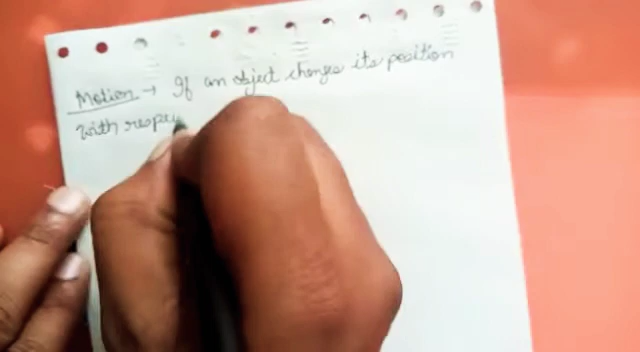 Motion → If an object changes its position
with respe